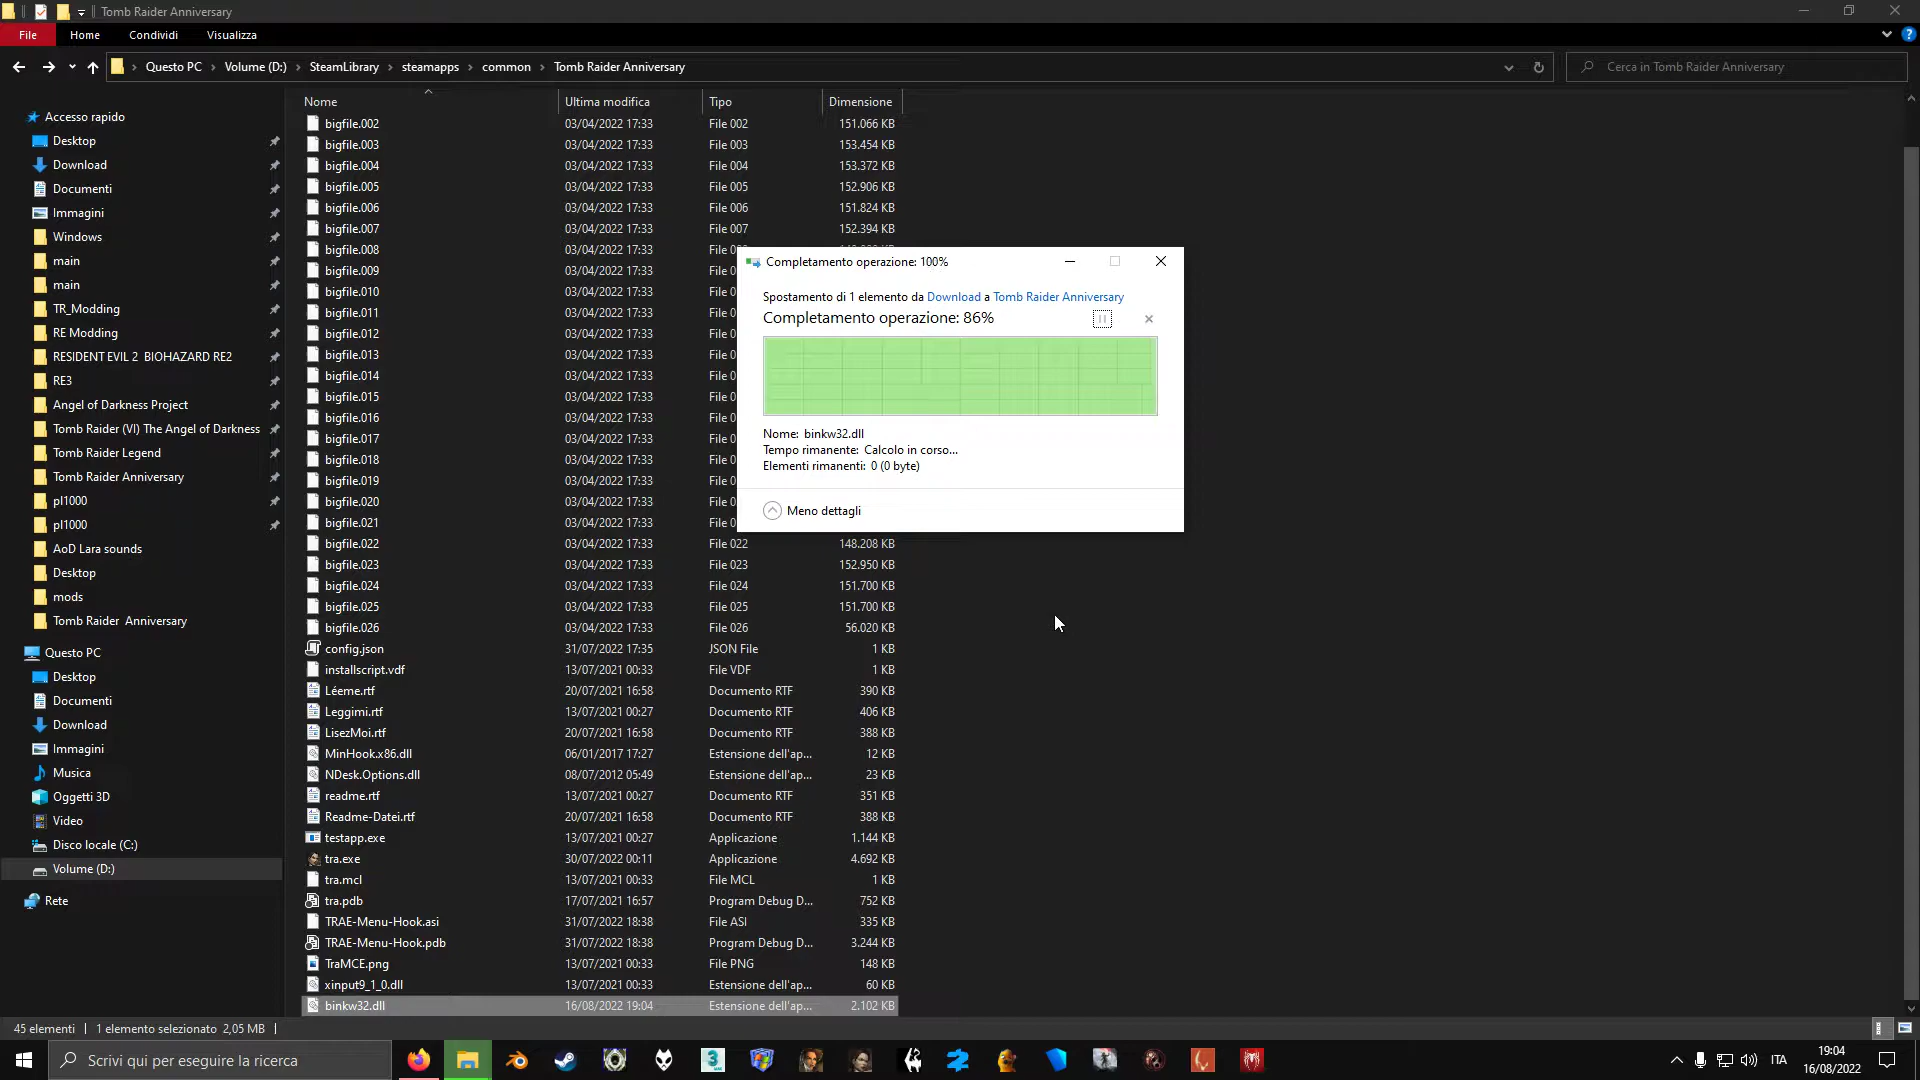 Tomb Raider Anniversary
File
Home
Condividi
Visualizza
Questo PC
Volume (D:)
SteamLibrary
steamapps
common
Tomb Raider Anniversary
Cerca in Tomb Raider Anniversary
Nome
Ultima modifica
Tipo
Dimensione
Accesso rapido
Desktop
Download
Documenti
Immagini
Windows
main
main
TR_Modding
RE Modding
RESIDENT EVIL 2 BIOHAZARD RE2
RE3
Angel of Darkness Project
Tomb Raider (VI) The Angel of Darkness
Tomb Raider Legend
Tomb Raider Anniversary
pl1000
pl1000
AoD Lara sounds
Desktop
mods
Tomb Raider Anniversary
Questo PC
Desktop
Documenti
Download
Immagini
Musica
Oggetti 3D
Video
Disco locale (C:)
Volume (D:)
Rete
bigfile.002 03/04/2022 17:33 File 002 151.066 KB
bigfile.003 03/04/2022 17:33 File 003 153.454 KB
bigfile.004 03/04/2022 17:33 File 004 153.372 KB
bigfile.005 03/04/2022 17:33 File 005 152.906 KB
bigfile.006 03/04/2022 17:33 File 006 151.824 KB
bigfile.007 03/04/2022 17:33 File 007 152.394 KB
bigfile.008 03/04/2022 17:33
bigfile.009 03/04/2022 17:33 File 0
bigfile.010 03/04/2022 17:33 File 0
bigfile.011 03/04/2022 17:33 File 0
bigfile.012 03/04/2022 17:33 File 0
bigfile.013 03/04/2022 17:33 File 0
bigfile.014 03/04/2022 17:33 File 0
bigfile.015 03/04/2022 17:33 File 0
bigfile.016 03/04/2022 17:33 File 0
bigfile.017 03/04/2022 17:33 File 0
bigfile.018 03/04/2022 17:33 File 0
bigfile.019 03/04/2022 17:33 File 0
bigfile.020 03/04/2022 17:33 File 0
bigfile.021 03/04/2022 17:33 File 0
bigfile.022 03/04/2022 17:33 File 022 148.208 KB
bigfile.023 03/04/2022 17:33 File 023 152.950 KB
bigfile.024 03/04/2022 17:33 File 024 151.700 KB
bigfile.025 03/04/2022 17:33 File 025 151.700 KB
bigfile.026 03/04/2022 17:33 File 026 56.020 KB
config.json 31/07/2022 17:35 JSON File 1 KB
installscript.vdf 13/07/2021 00:33 File VDF 1 KB
Léeme.rtf 20/07/2021 16:58 Documento RTF 390 KB
Leggimi.rtf 13/07/2021 00:27 Documento RTF 406 KB
LisezMoi.rtf 20/07/2021 16:58 Documento RTF 388 KB
MinHook.x86.dll 06/01/2017 17:27 Estensione dell'ap... 12 KB
NDesk.Options.dll 08/07/2012 05:49 Estensione dell'ap... 23 KB
readme.rtf 13/07/2021 00:27 Documento RTF 351 KB
Readme-Datei.rtf 20/07/2021 16:58 Documento RTF 388 KB
testapp.exe 13/07/2021 00:27 Applicazione 1.144 KB
tra.exe 30/07/2022 00:11 Applicazione 4.692 KB
tra.mcl 13/07/2021 00:33 File MCL 1 KB
tra.pdb 17/07/2021 16:57 Program Debug D... 752 KB
TRAE-Menu-Hook.asi 31/07/2022 18:38 File ASI 335 KB
TRAE-Menu-Hook.pdb 31/07/2022 18:38 Program Debug D... 3.244 KB
TraMCE.png 13/07/2021 00:33 File PNG 148 KB
xinput9_1_0.dll 13/07/2021 00:33 Estensione dell'ap... 60 KB
binkw32.dll 16/08/2022 19:04 Estensione dell'ap... 2.102 KB
Completamento operazione: 100%
Spostamento di 1 elemento da Download a Tomb Raider Anniversary
Completamento operazione: 86%
Nome: binkw32.dll
Tempo rimanente: Calcolo in corso...
Elementi rimanenti: 0 (0 byte)
Meno dettagli
45 elementi
1 elemento selezionato 2,05 MB
Scrivi qui per eseguire la ricerca
ITA
19:04
16/08/2022